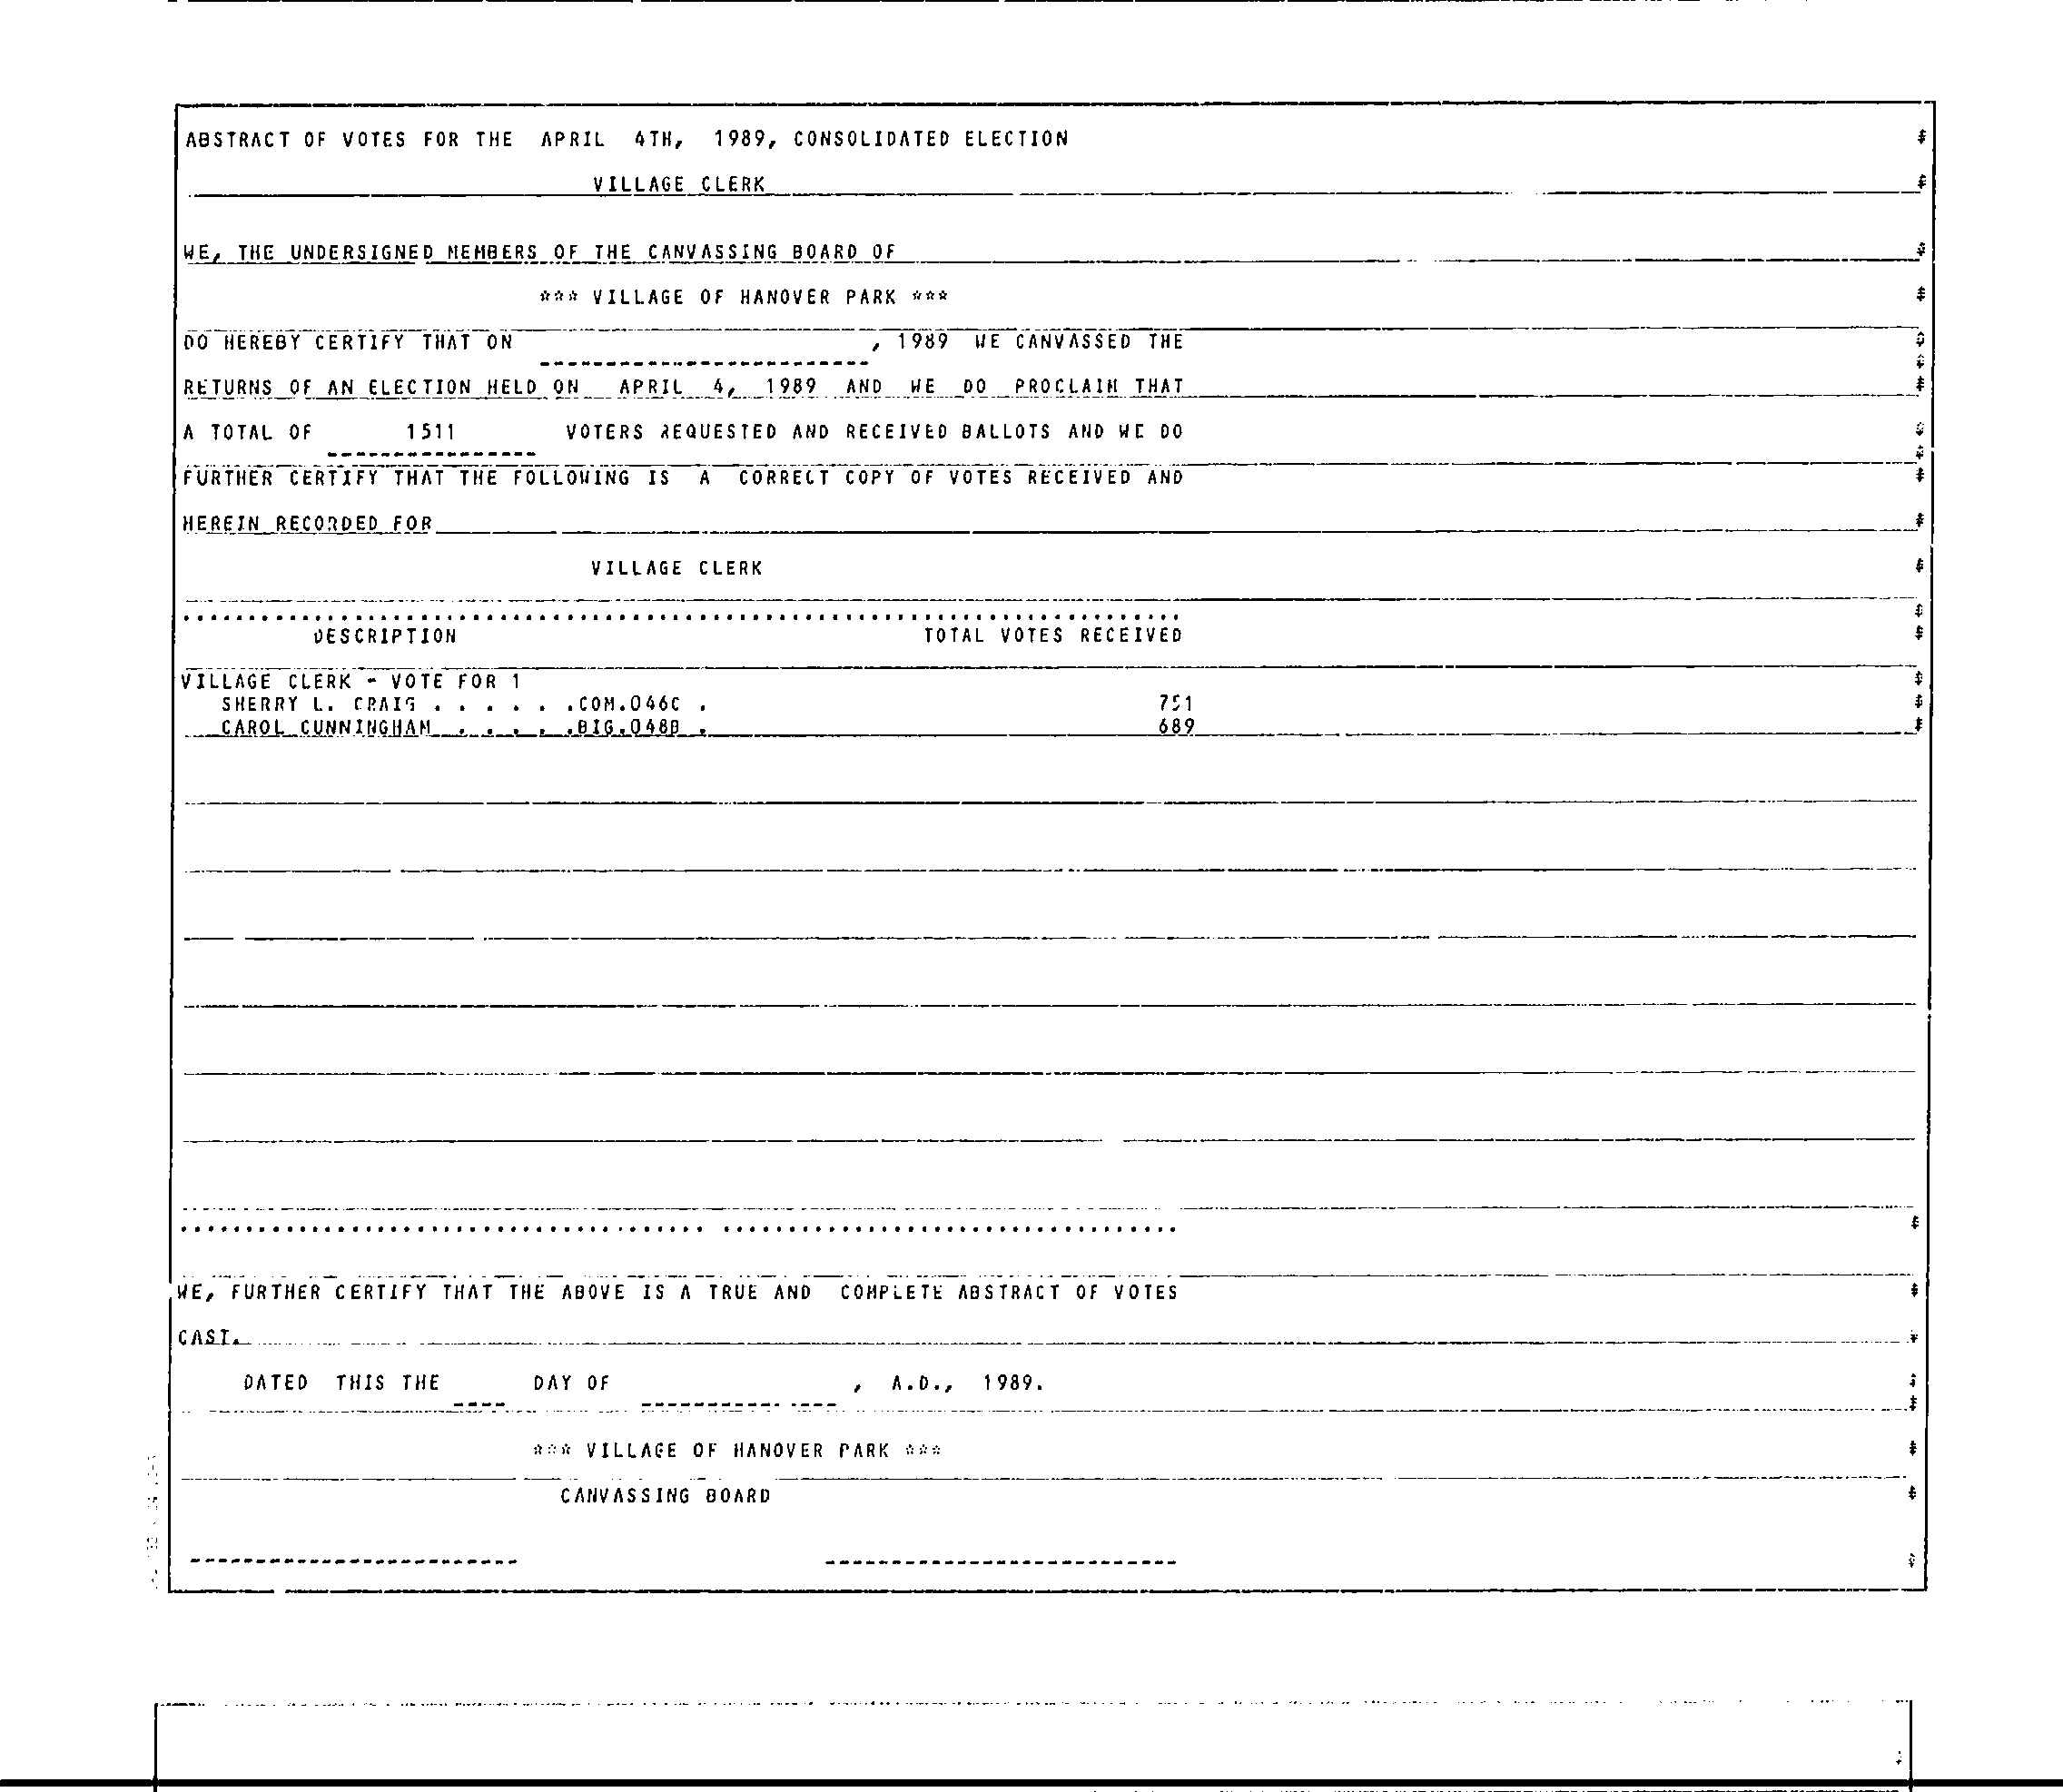 ABSTRACT OF VOTES FOR THE APRIL 4TH, 1989, CONSOLIDATED ELECTION
VILLAGE CLERK
WE, THE UNDERSIGNED MEMBERS OF THE CANVASSING BOARD OF
*** VILLAGE OF HANOVER PARK ***
DO HEREBY CERTIFY THAT ON , 1989 WE CANVASSED THE
RETURNS OF AN ELECTION HELD ON APRIL 4, 1989 AND WE DO PROCLAIM THAT
A TOTAL OF 1511 VOTERS REQUESTED AND RECEIVED BALLOTS AND WE DO
FURTHER CERTIFY THAT THE FOLLOWING IS A CORRECT COPY OF VOTES RECEIVED AND
HEREIN RECORDED FOR
VILLAGE CLERK
DESCRIPTION TOTAL VOTES RECEIVED
VILLAGE CLERK - VOTE FOR 1
SHERRY L. CRAIG . . . . . .COM.046C . 751
CAROL CUNNINGHAM . . . . .BIG.048B . 689
WE, FURTHER CERTIFY THAT THE ABOVE IS A TRUE AND COMPLETE ABSTRACT OF VOTES
CAST.
DATED THIS THE DAY OF , A.D., 1989.
*** VILLAGE OF HANOVER PARK ***
CANVASSING BOARD